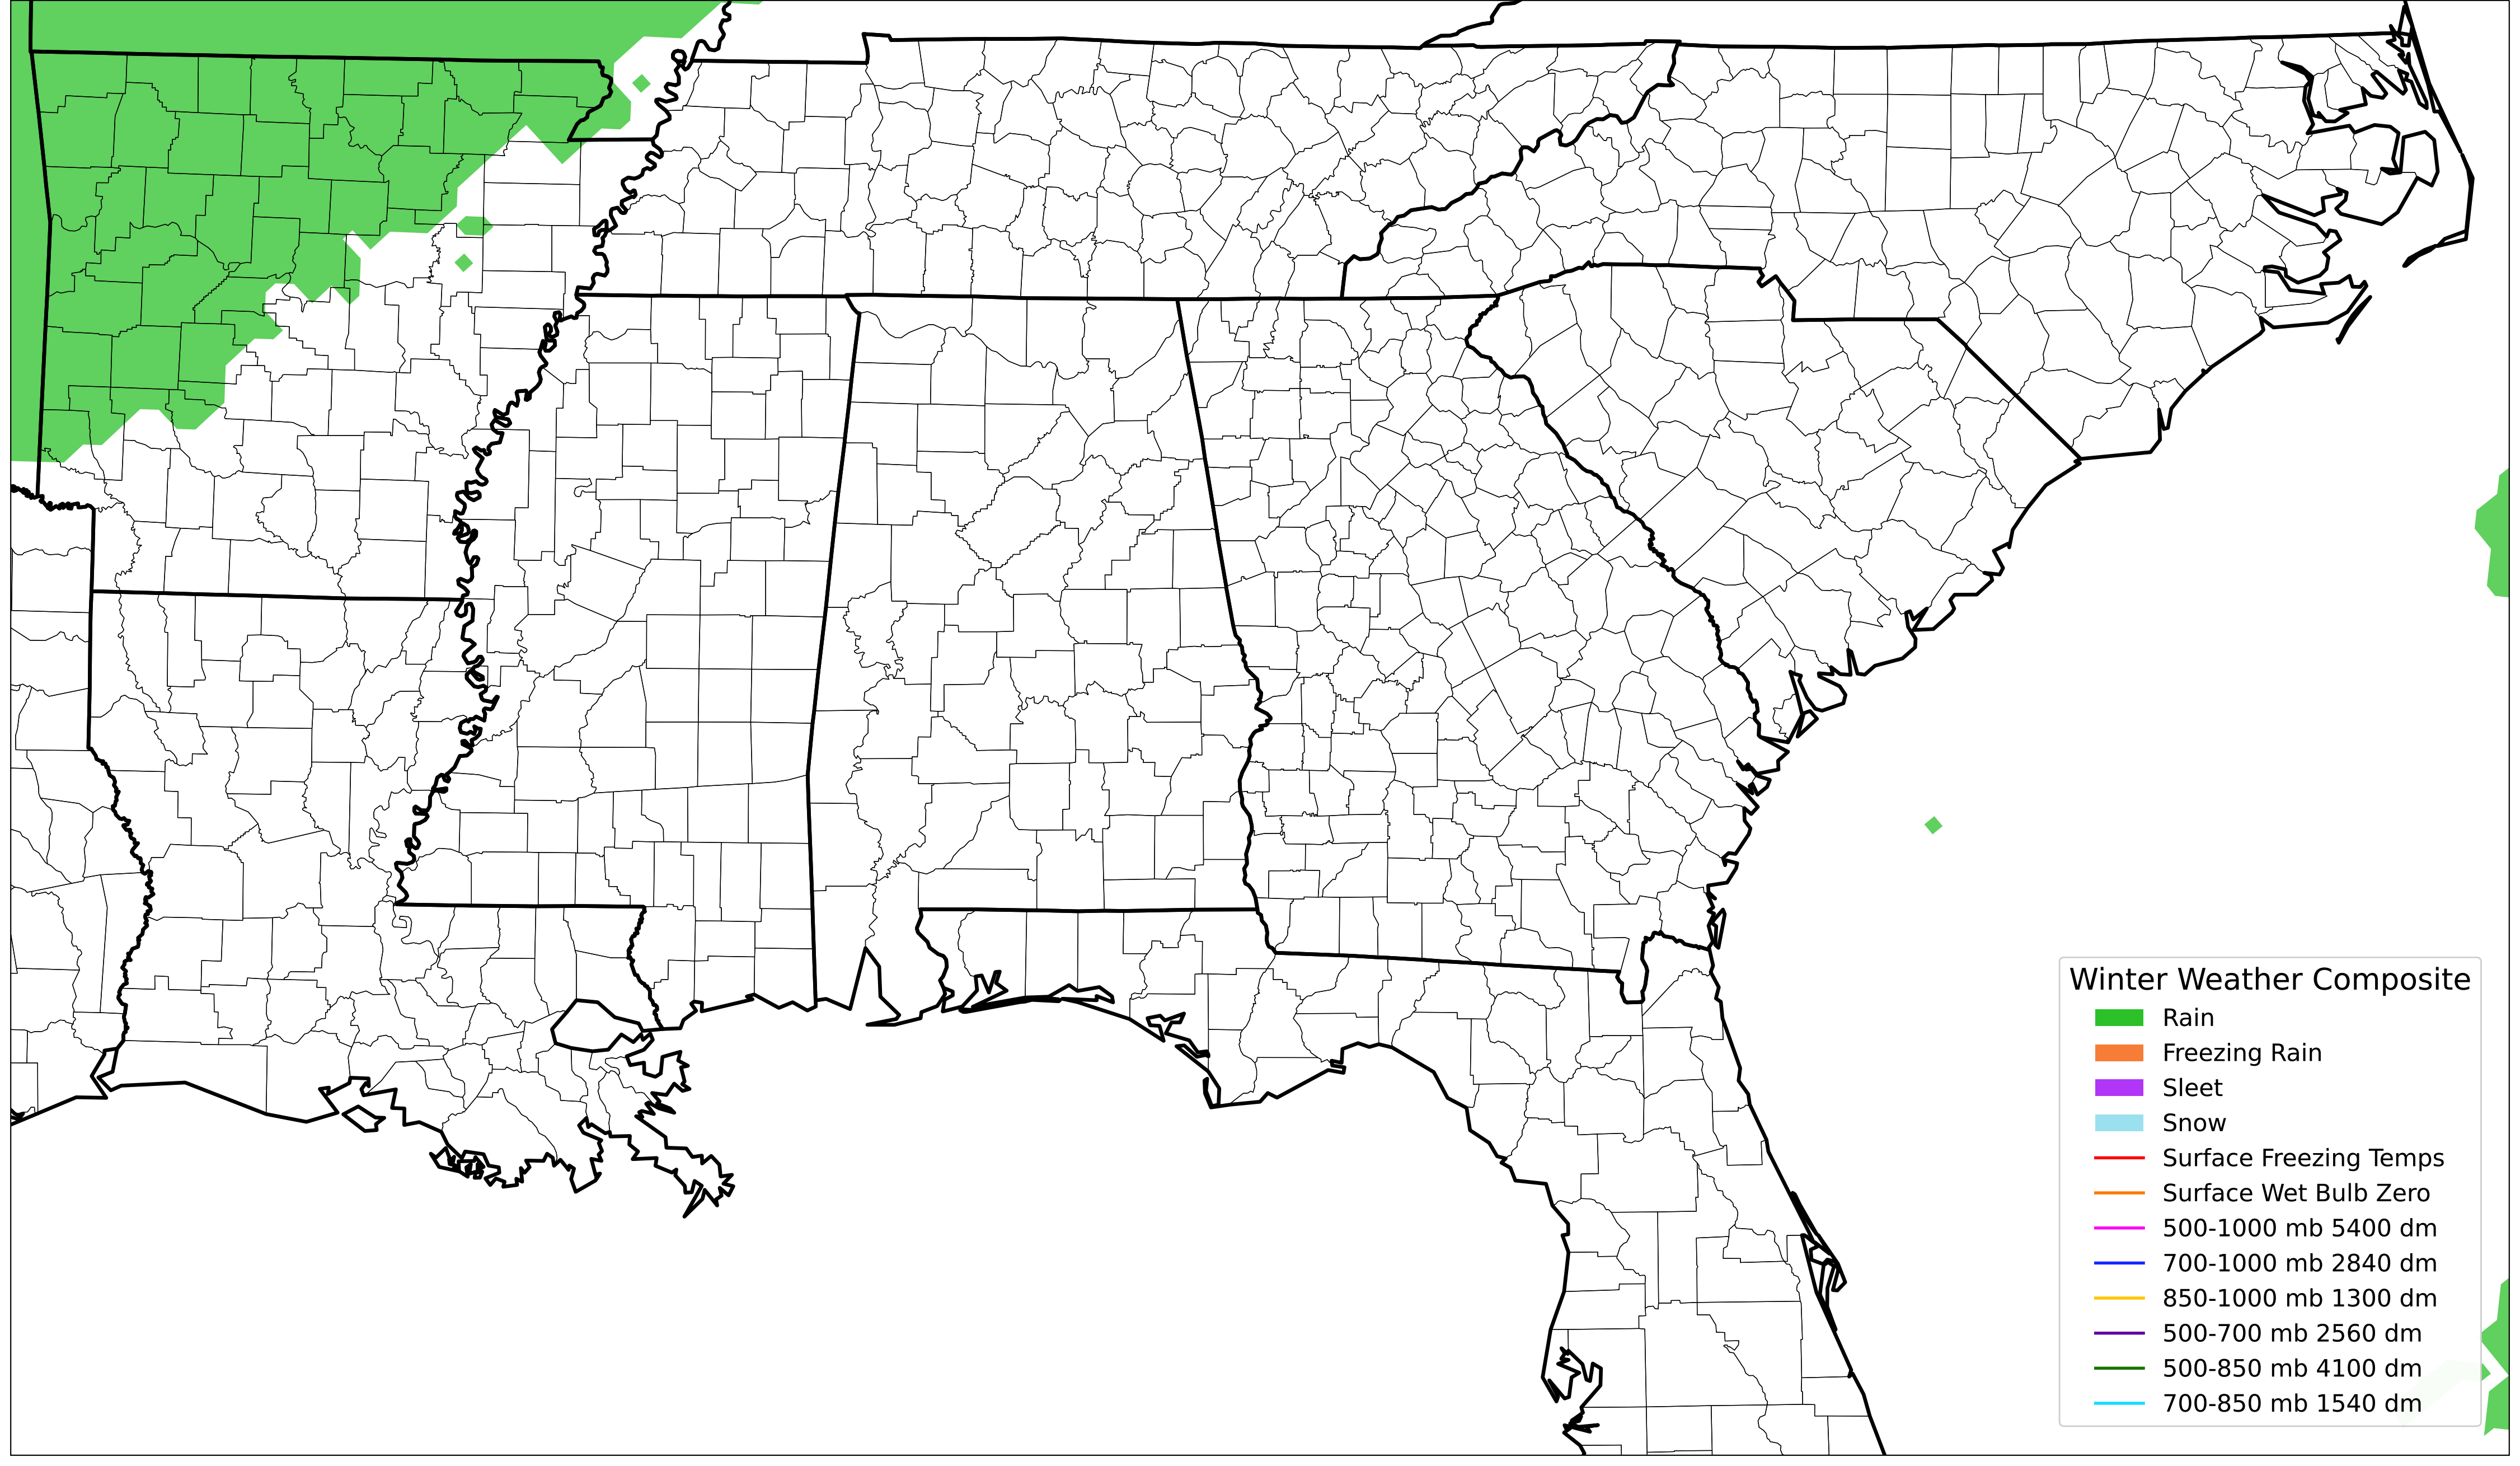 Winter Weather Composite
Rain
Freezing Rain
Sleet
Snow
Surface Freezing Temps
Surface Wet Bulb Zero
500-1000 mb 5400 dm
700-1000 mb 2840 dm
850-1000 mb 1300 dm
500-700 mb 2560 dm
500-850 mb 4100 dm
700-850 mb 1540 dm